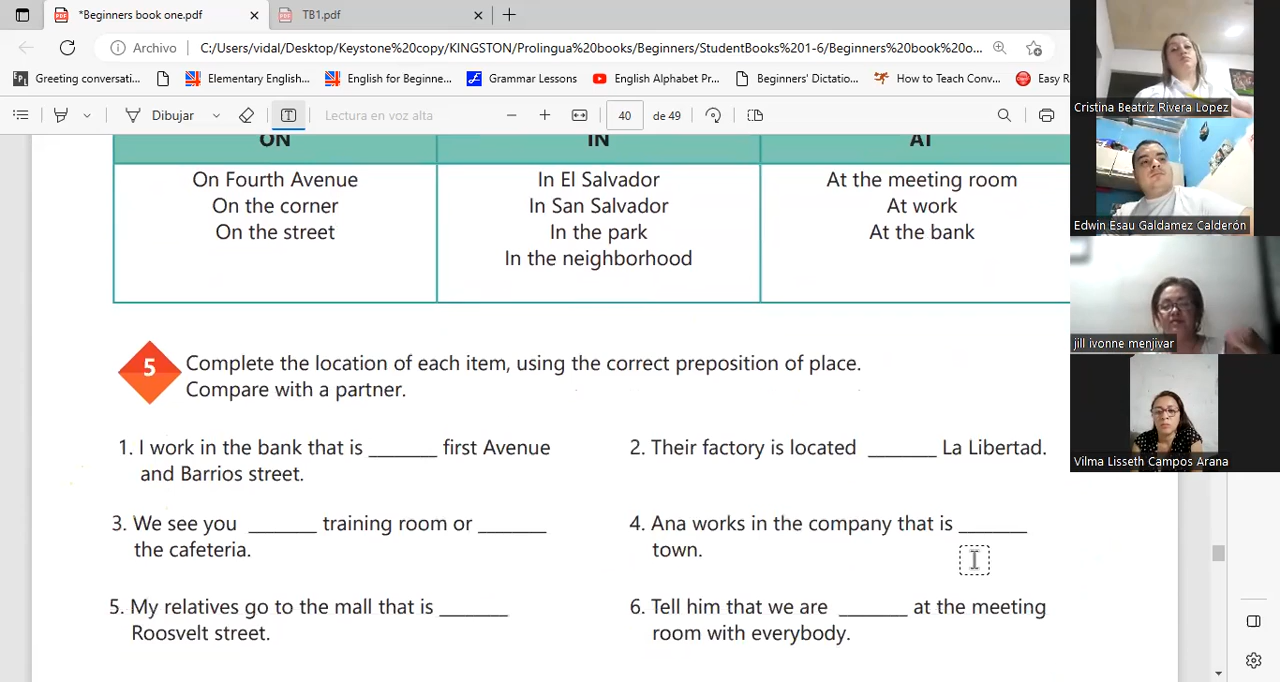 *Beginners book one.pdf
TB1.pdf
Archivo
C:/Users/vidal/Desktop/Keystone%20copy/KINGSTON/Prolingua%20books/Beginners/StudentBooks%201-6/Beginners%20book%20o...
Greeting conversati...
Elementary English...
English for Beginne...
Grammar Lessons
English Alphabet Pr...
Beginners' Dictatio...
How to Teach Conv...
Easy R
Dibujar
Lectura en voz alta
40
de 49
ON
IN
AT
On Fourth Avenue
In El Salvador
At the meeting room
On the corner
In San Salvador
At work
On the street
In the park
At the bank
In the neighborhood
5
Complete the location of each item, using the correct preposition of place.
Compare with a partner.
1. I work in the bank that is _______ first Avenue
and Barrios street.
2. Their factory is located _______ La Libertad.
3. We see you _______ training room or _______
the cafeteria.
4. Ana works in the company that is _______
town.
5. My relatives go to the mall that is _______
Roosvelt street.
6. Tell him that we are _______ at the meeting
room with everybody.
Cristina Beatriz Rivera Lopez
Edwin Esau Galdamez Calderón
jill ivonne menjivar
Vilma Lisseth Campos Arana